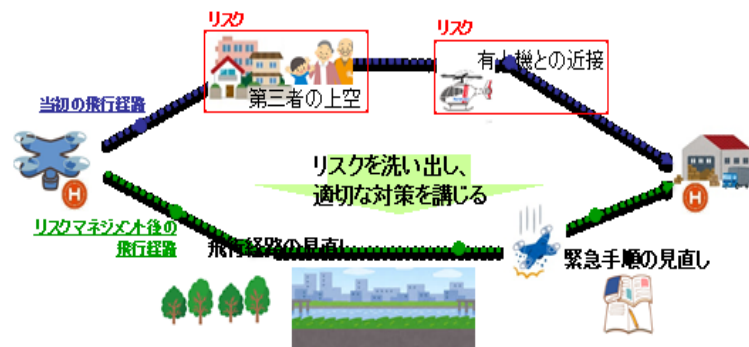 リスク
リスク
有人機との近接
第三者の上空
当初の飛行経路
H
リスクを洗い出し、
適切な対策を講じる
H
リスクマネジメント後の
飛行経路
飛行経路の見直し
緊急手順の見直し